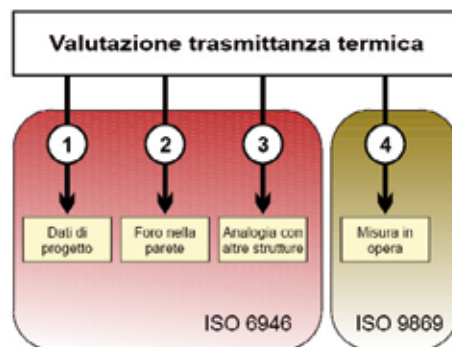 Valutazione trasmittanza termica
1
2
3
4
Dati di
progetto
Foro nella
parete
Analogia con
altre strutture
Misura in
opera
ISO 6946
ISO 9869